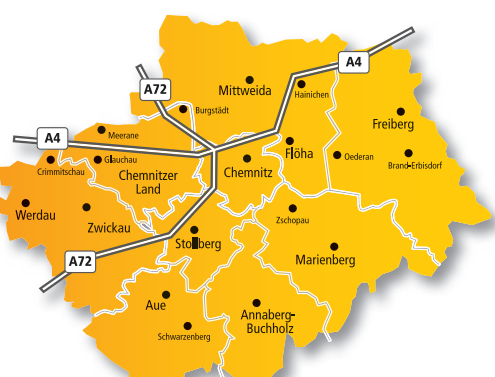 A4
A72
Mittweida
Hainichen
Burgstädt
Freiberg
Meerane
A4
Flöha
Oederan
Brand-Erbisdorf
Crimmitschau
Glauchau
Chemnitzer
Land
Chemnitz
Werdau
Zwickau
Zschopau
Stollberg
A72
Marienberg
Aue
Annaberg-
Buchholz
Schwarzenberg